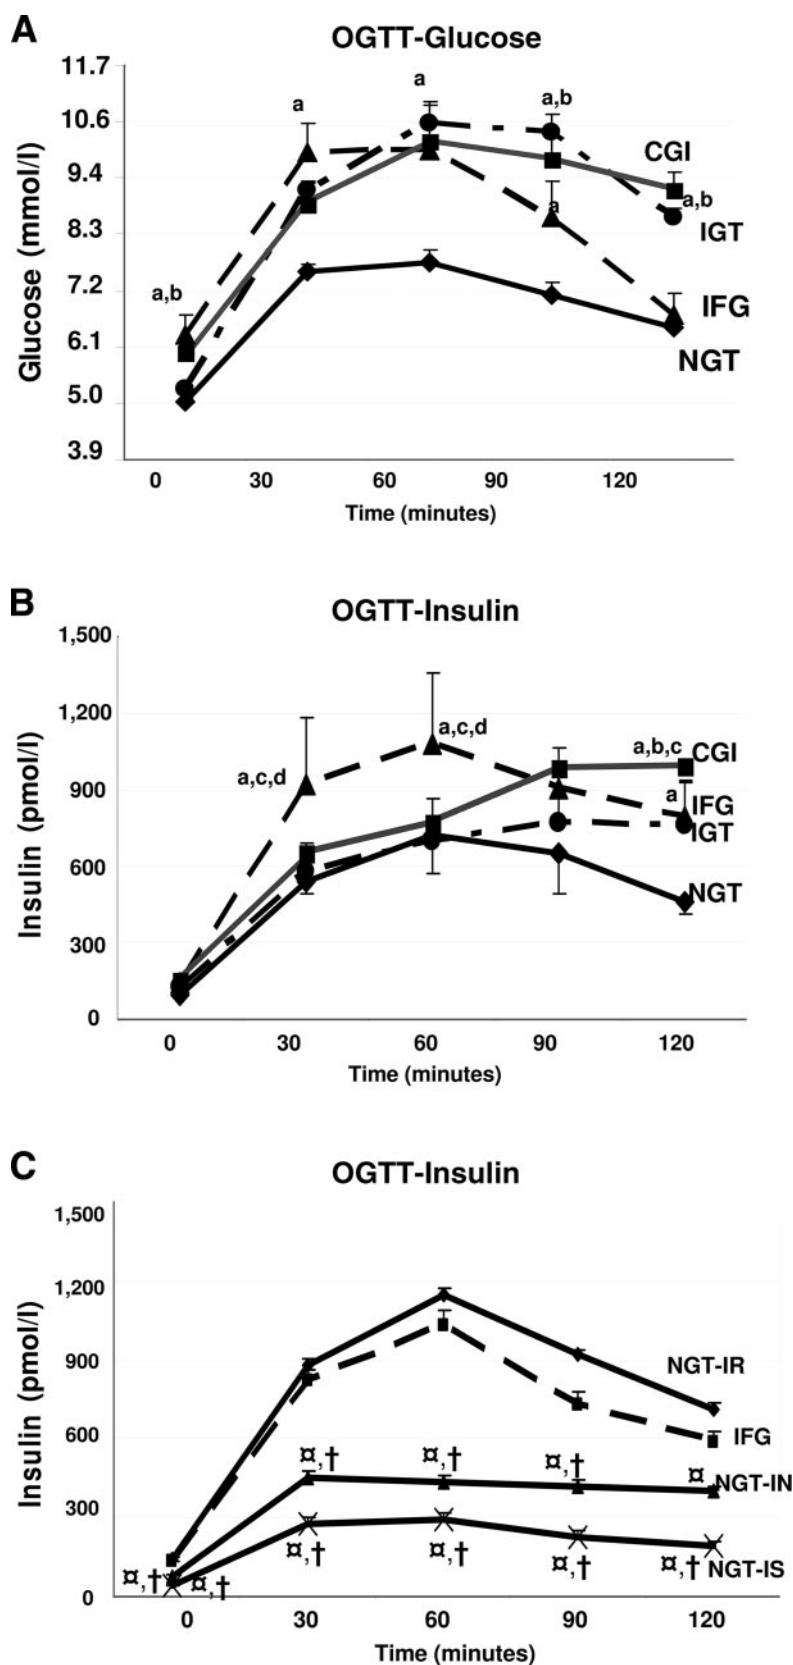 A
OGTT-Glucose
Glucose (mmol/l)
11.7
10.6
9.4
8.3
7.2
6.1
5.0
3.9
a,b
a
a
a,b
a
a,b
CGI
IGT
IFG
NGT
0 30 60 90 120
Time (minutes)
B
OGTT-Insulin
Insulin (pmol/l)
1,500
1,200
900
600
300
0
a,c,d
a,c,d
a,b,c
a
CGI
IFG
IGT
NGT
0 30 60 90 120
Time (minutes)
C
OGTT-Insulin
Insulin (pmol/l)
1,500
1,200
900
600
300
0
NGT-IR
IFG
¤,† ¤,† ¤,† ¤
NGT-IN
¤,† ¤,† ¤,† ¤,†
NGT-IS
¤,† ¤,†
0 30 60 90 120
Time (minutes)